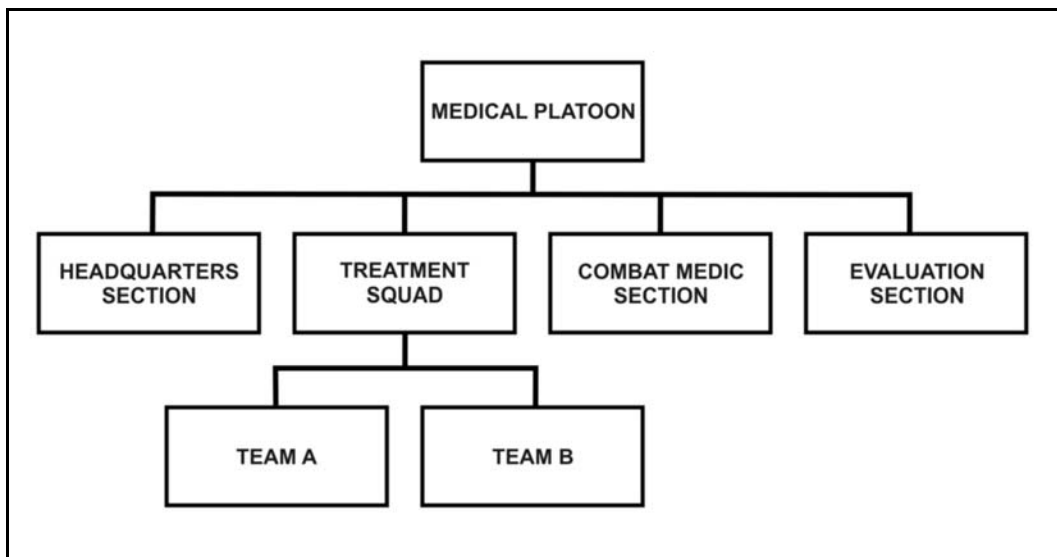 MEDICAL PLATOON
HEADQUARTERS
SECTION
TREATMENT
SQUAD
COMBAT MEDIC
SECTION
EVALUATION
SECTION
TEAM A
TEAM B